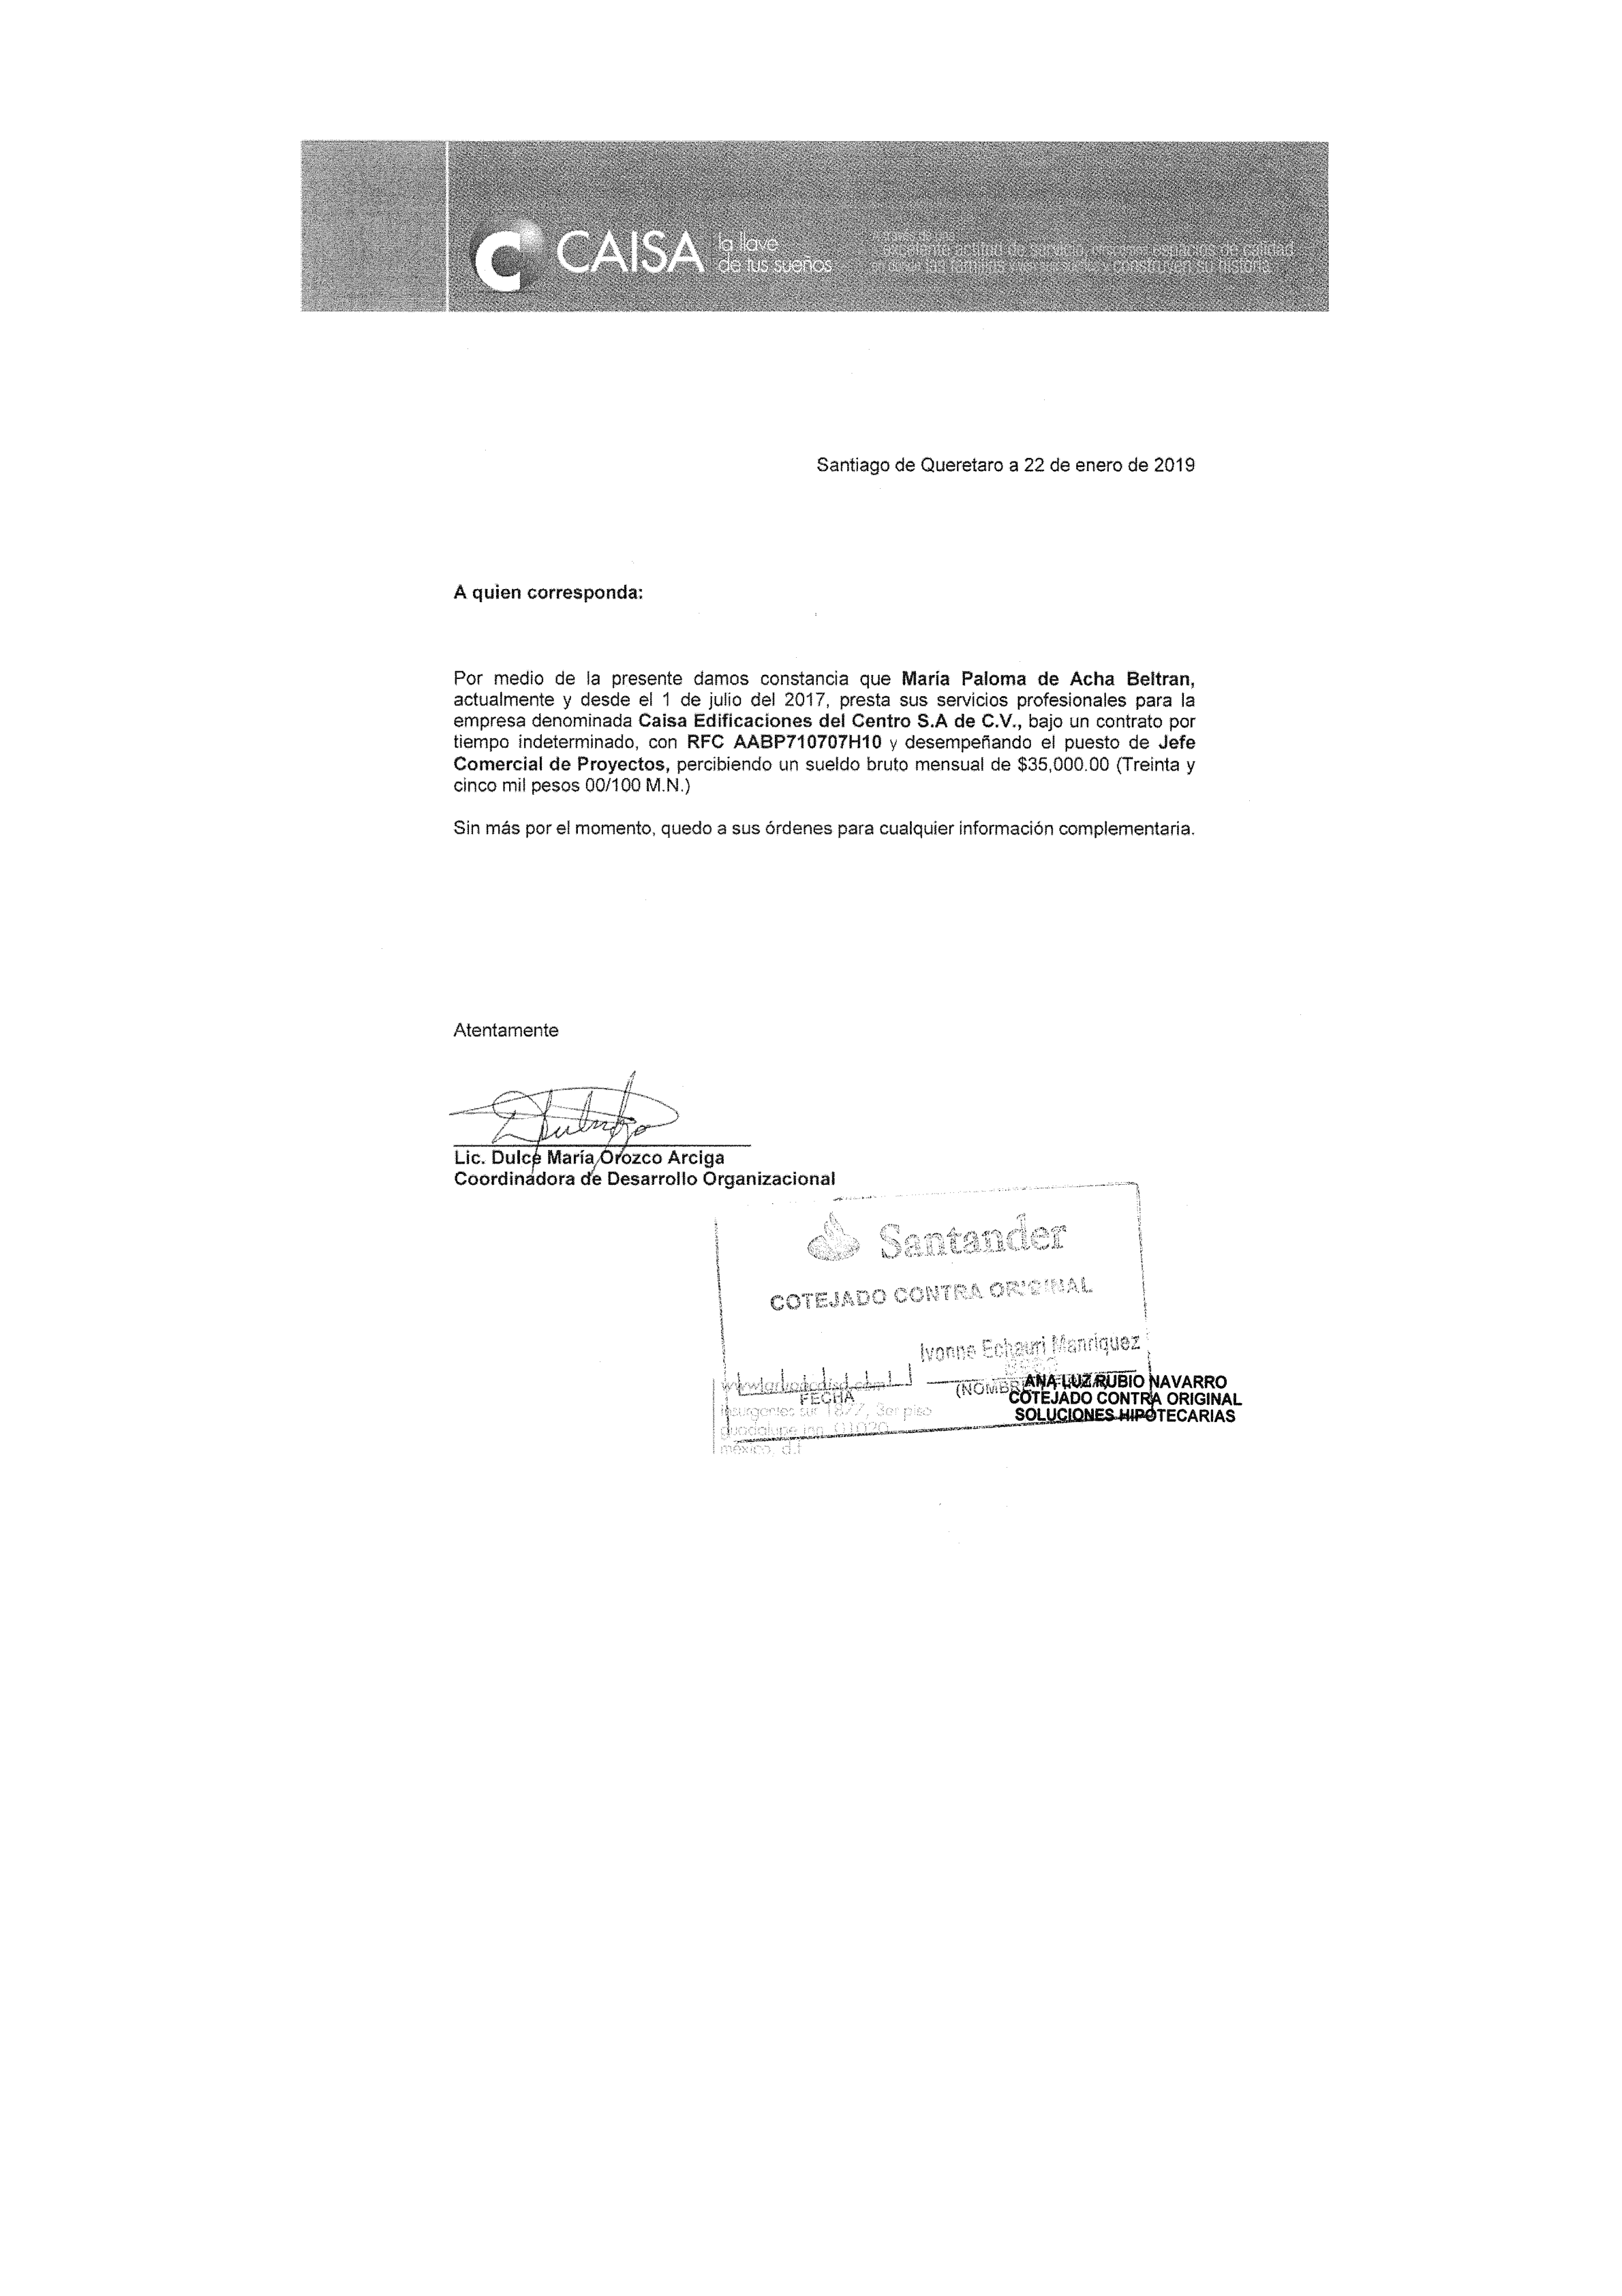 CAISA la llave
de tus sueños
excelente actitud de servicio, ofrecemos espacios de calidad
en donde las familias viven sus sueños y construyen su historia.
Santiago de Queretaro a 22 de enero de 2019
A quien corresponda:
Por medio de la presente damos constancia que María Paloma de Acha Beltran,
actualmente y desde el 1 de julio del 2017, presta sus servicios profesionales para la
empresa denominada Caisa Edificaciones del Centro S.A de C.V., bajo un contrato por
tiempo indeterminado, con RFC AABP710707H10 y desempeñando el puesto de Jefe
Comercial de Proyectos, percibiendo un sueldo bruto mensual de $35,000.00 (Treinta y
cinco mil pesos 00/100 M.N.)
Sin más por el momento, quedo a sus órdenes para cualquier información complementaria.
Atentamente
Lic. Dulce María Orozco Arciga
Coordinadora de Desarrollo Organizacional
Santander
COTEJADO CONTRA ORIGINAL
Ivonne Echauri Manriquez
FECHA
ANA LUZ RUBIO NAVARRO
COTEJADO CONTRA ORIGINAL
SOLUCIONES HIPOTECARIAS
insurgentes sur 1877, 3er piso
guadalupe inn, 01020
méxico, d.f